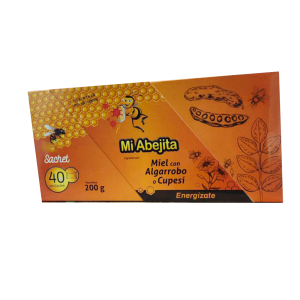 Mi Abejita
Miel con
Algarrobo
o Cupesí
Sachet
40
200 g
Energízate